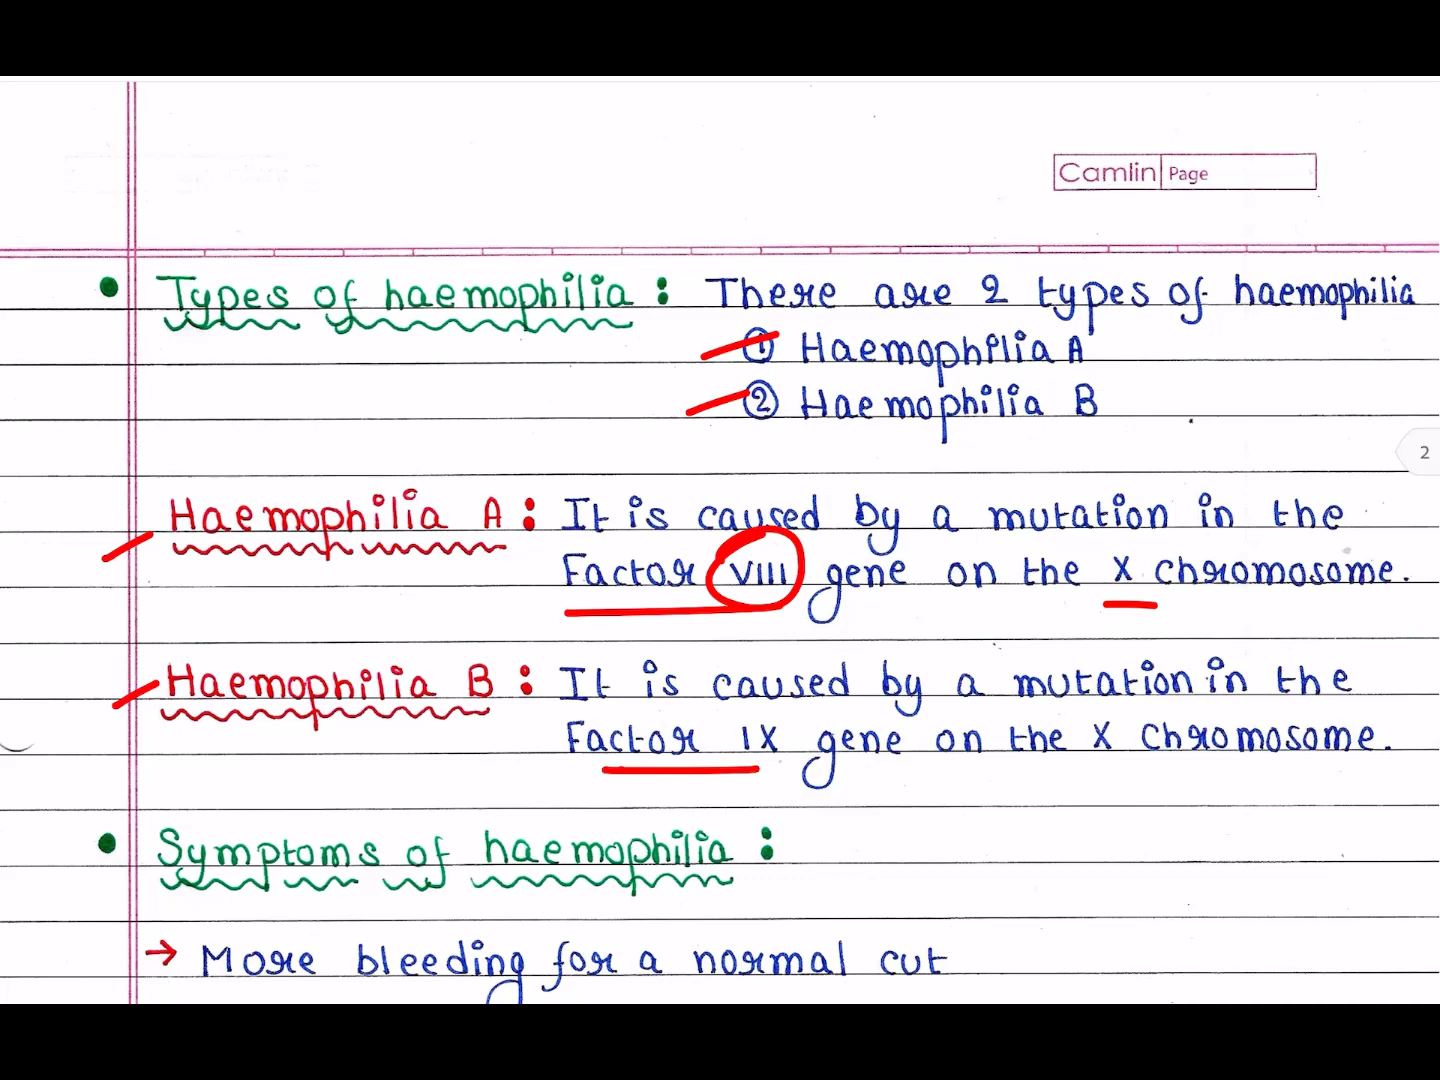 Camlin Page
• Types of haemophilia : There are 2 types of haemophilia
① Haemophilia A
② Haemophilia B
2
Haemophilia A : It is caused by a mutation in the
Factor VIII gene on the X chromosome.
Haemophilia B : It is caused by a mutation in the
Factor IX gene on the X chromosome.
• Symptoms of haemophilia :
→ More bleeding for a normal cut